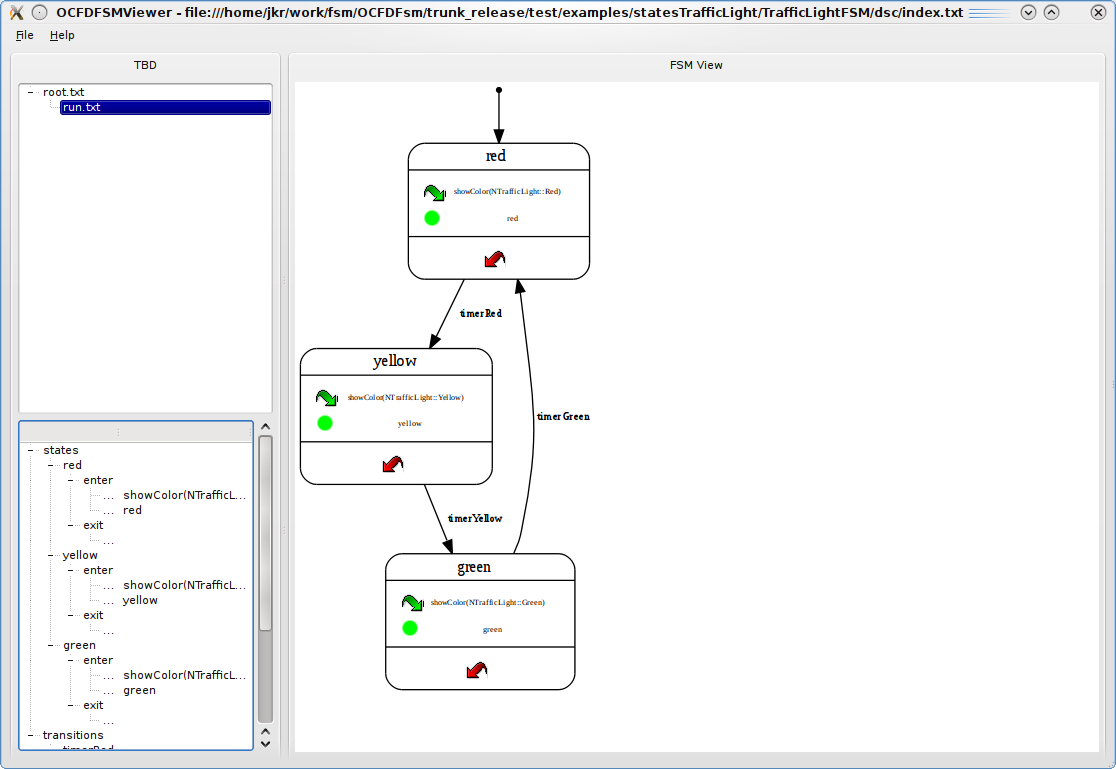 OCFDFSMViewer - file:///home/jkr/work/fsm/OCFDFsm/trunk_release/test/examples/statesTrafficLight/TrafficLightFSM/dsc/index.txt
File Help
TBD
root.txt
run.txt
states
red
enter
... showColor(NTrafficL...
... red
exit
...
yellow
enter
... showColor(NTrafficL...
... yellow
exit
...
green
enter
... showColor(NTrafficL...
... green
exit
...
transitions
timerRed
FSM View
red
showColor(NTrafficLight::Red)
red
timerRed
yellow
showColor(NTrafficLight::Yellow)
yellow
timerGreen
timerYellow
green
showColor(NTrafficLight::Green)
green